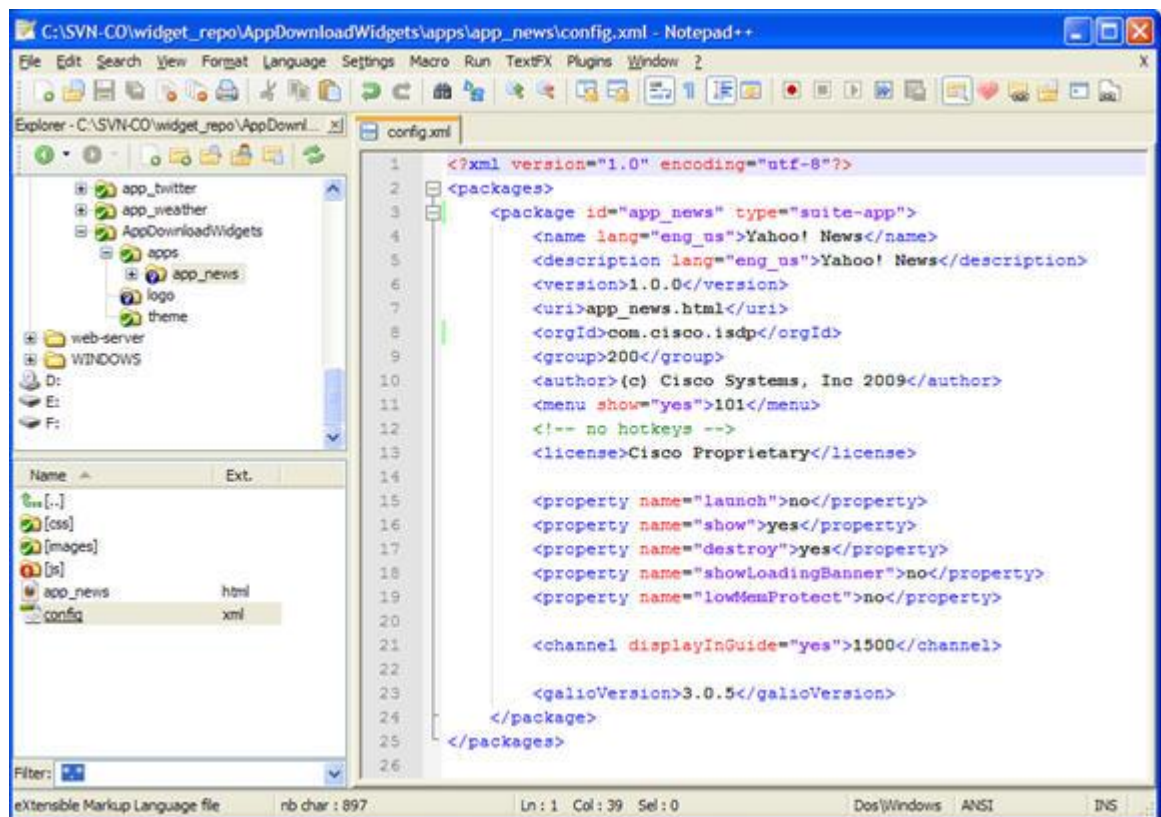 C:\SVN-CO\widget_repo\AppDownloadWidgets\apps\app_news\config.xml - Notepad++
File Edit Search View Format Language Settings Macro Run TextFX Plugins Window ? X
Explorer - C:\SVN-CO\widget_repo\AppDownl...
app_twitter
app_weather
AppDownloadWidgets
apps
app_news
logo
theme
web-server
WINDOWS
D:
E:
F:
Name Ext.
[..]
[css]
[images]
[js]
app_news html
config xml
Filter: *.*
config.xml
1 <?xml version="1.0" encoding="utf-8"?>
2 <packages>
3 <package id="app_news" type="suite-app">
4 <name lang="eng_us">Yahoo! News</name>
5 <description lang="eng_us">Yahoo! News</description>
6 <version>1.0.0</version>
7 <uri>app_news.html</uri>
8 <orgId>com.cisco.isdp</orgId>
9 <group>200</group>
10 <author>(c) Cisco Systems, Inc 2009</author>
11 <menu show="yes">101</menu>
12 <!-- no hotkeys -->
13 <license>Cisco Proprietary</license>
14
15 <property name="launch">no</property>
16 <property name="show">yes</property>
17 <property name="destroy">yes</property>
18 <property name="showLoadingBanner">no</property>
19 <property name="lowMemProtect">no</property>
20
21 <channel displayInGuide="yes">1500</channel>
22
23 <galioVersion>3.0.5</galioVersion>
24 </package>
25 </packages>
26
eXtensible Markup Language file nb char : 897 Ln : 1 Col : 39 Sel : 0 Dos\Windows ANSI INS